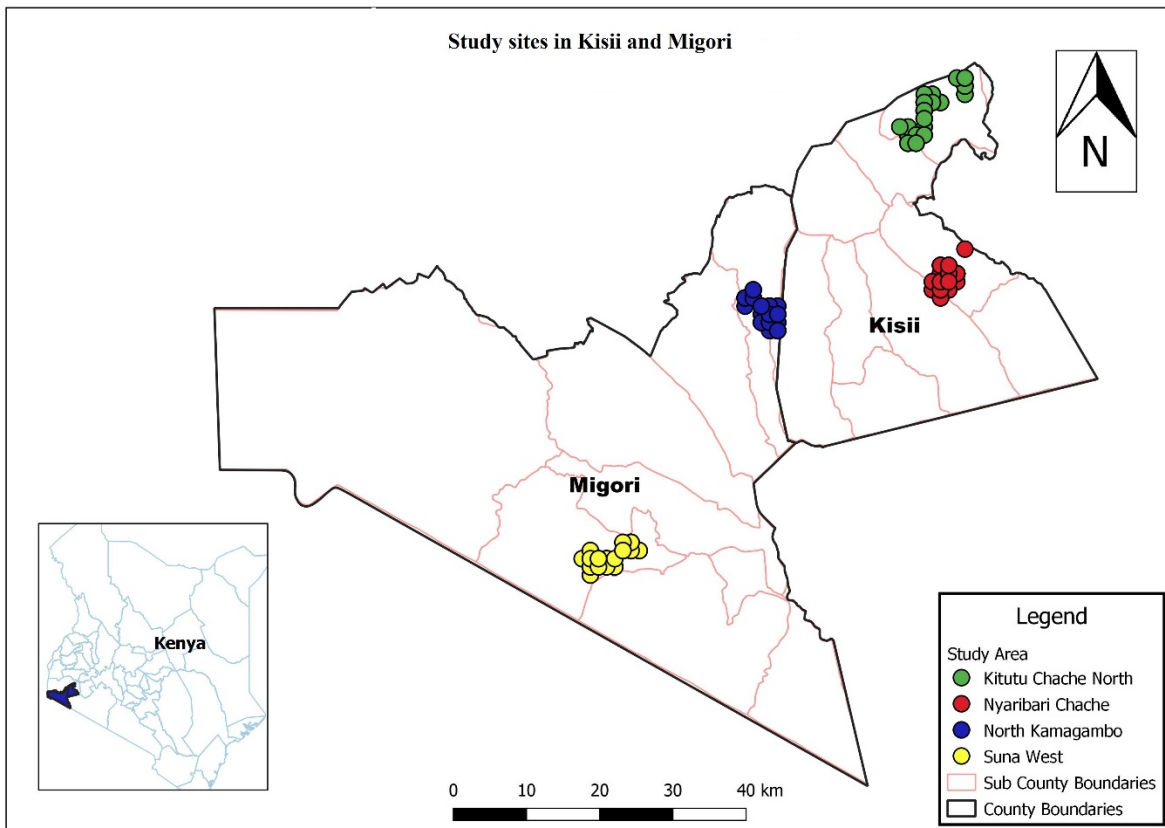 Study sites in Kisii and Migori
N
Kisii
Migori
Kenya
Legend
Study Area
Kitutu Chache North
Nyaribari Chache
North Kamagambo
Suna West
Sub County Boundaries
County Boundaries
0 10 20 30 40 km